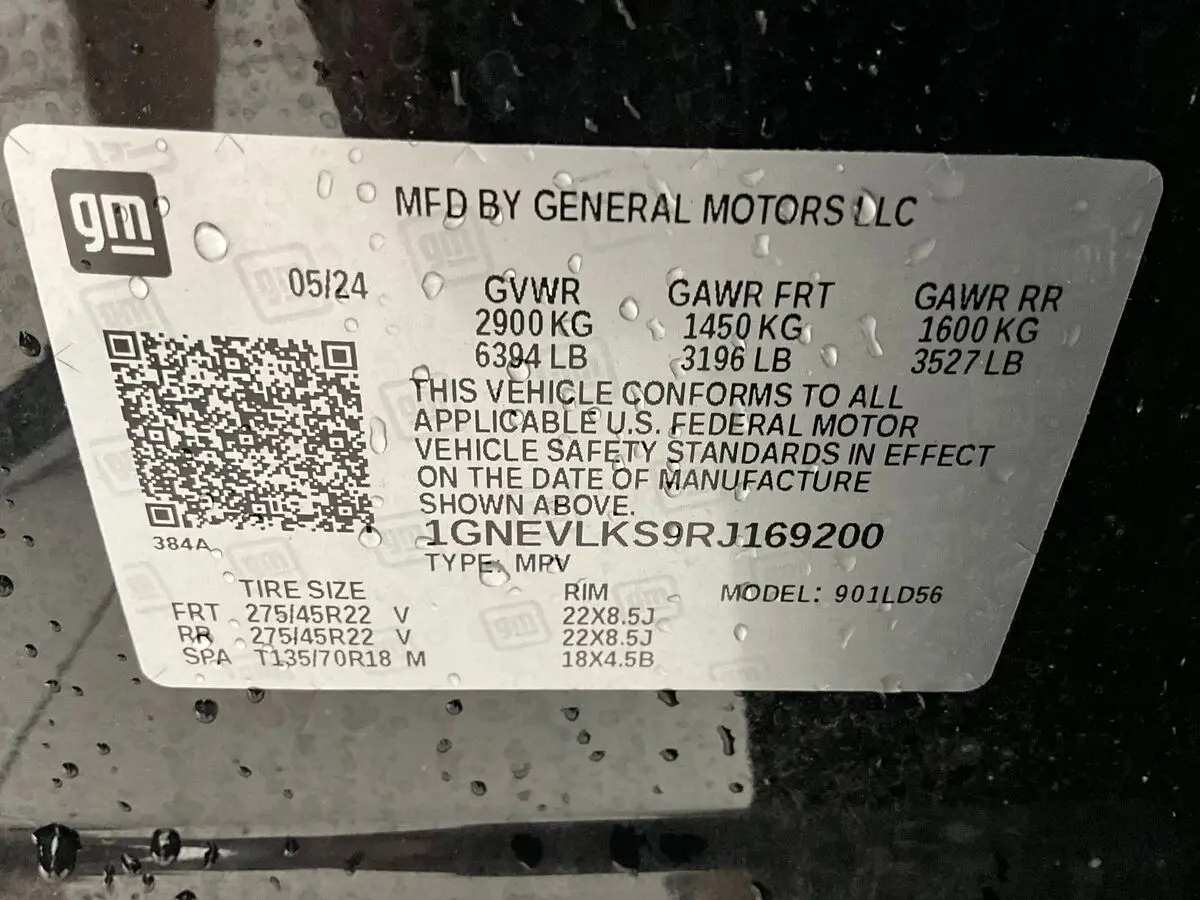 gm
MFD BY GENERAL MOTORS LLC
05/24 GVWR GAWR FRT GAWR RR
2900 KG 1450 KG 1600 KG
6394 LB 3196 LB 3527 LB
THIS VEHICLE CONFORMS TO ALL
APPLICABLE U.S. FEDERAL MOTOR
VEHICLE SAFETY STANDARDS IN EFFECT
ON THE DATE OF MANUFACTURE
SHOWN ABOVE.
1GNEVLKS9RJ169200
384A
TYPE: MPV
TIRE SIZE RIM MODEL: 901LD56
FRT 275/45R22 V 22X8.5J
RR 275/45R22 V 22X8.5J
SPA T135/70R18 M 18X4.5B